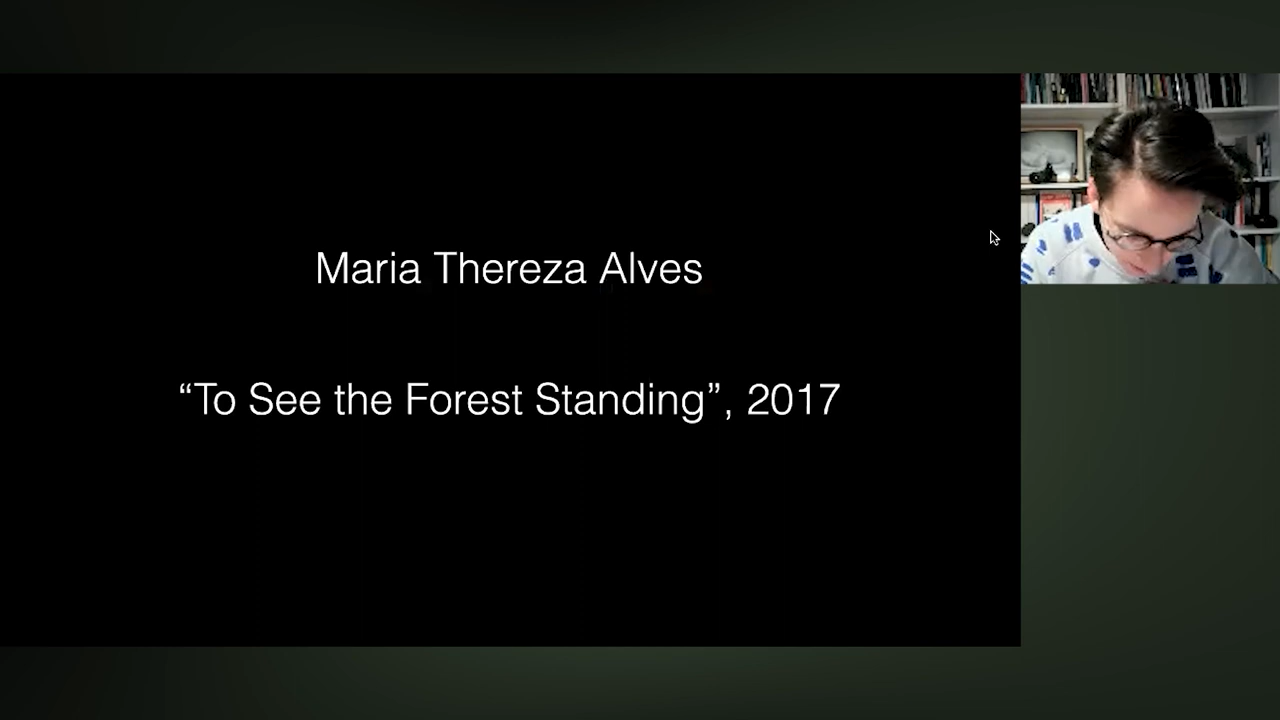 Maria Thereza Alves
“To See the Forest Standing”, 2017